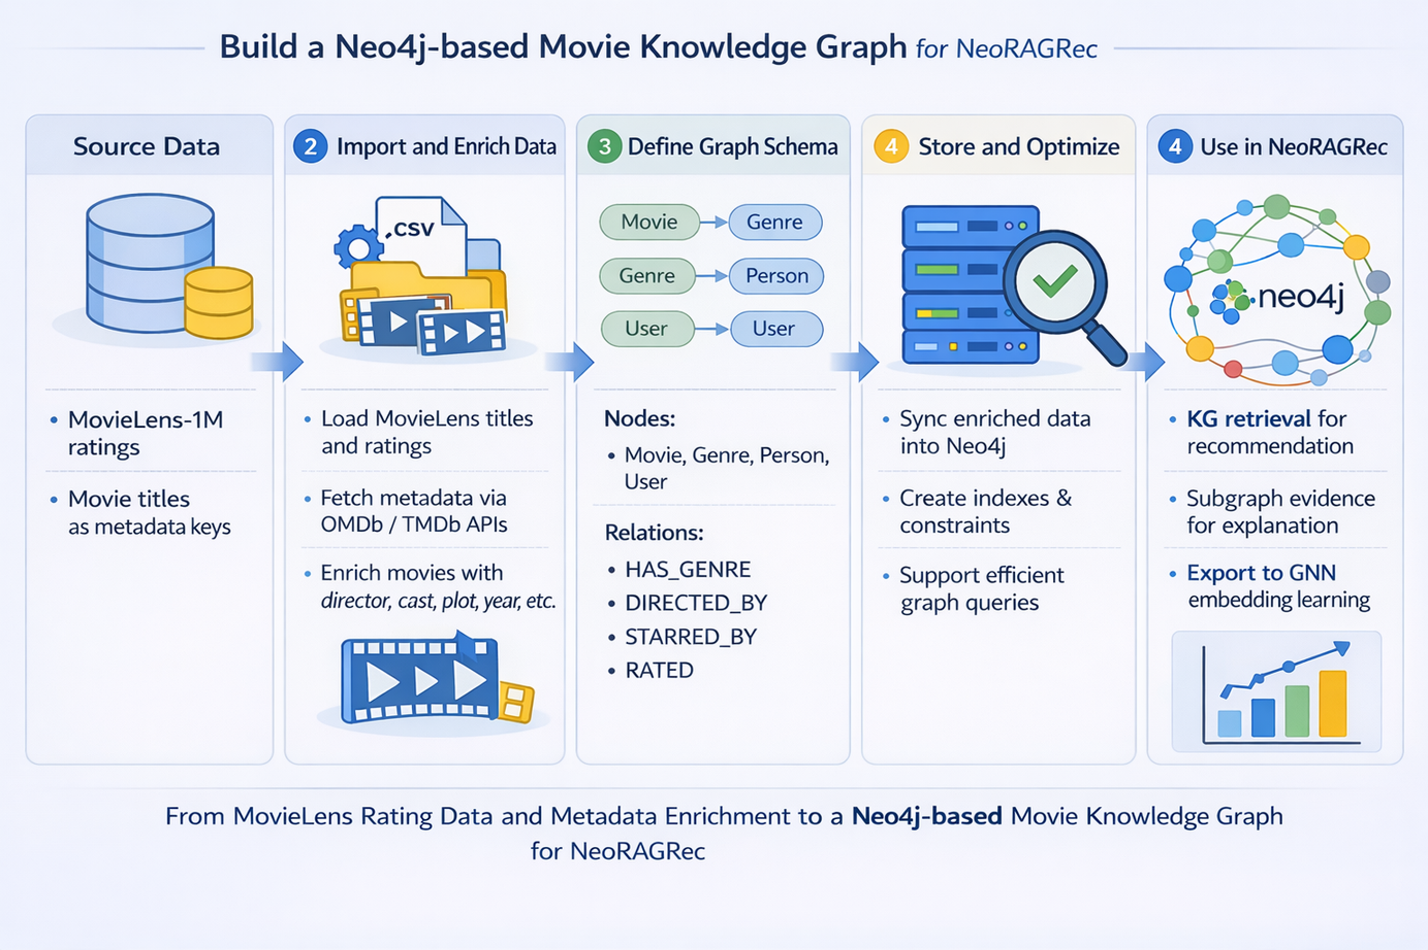 Build a Neo4j-based Movie Knowledge Graph for NeoRAGRec
Source Data
• MovieLens-1M
ratings
• Movie titles
as metadata keys
2 Import and Enrich Data
.csv
• Load MovieLens titles
and ratings
• Fetch metadata via
OMDb / TMDb APIs
• Enrich movies with
director, cast, plot, year, etc.
3 Define Graph Schema
Movie Genre
Genre Person
User User
Nodes:
• Movie, Genre, Person,
User
Relations:
• HAS_GENRE
• DIRECTED_BY
• STARRED_BY
• RATED
4 Store and Optimize
• Sync enriched data
into Neo4j
• Create indexes &
constraints
• Support efficient
graph queries
4 Use in NeoRAGRec
neo4j
• KG retrieval for
recommendation
• Subgraph evidence
for explanation
• Export to GNN
embedding learning
From MovieLens Rating Data and Metadata Enrichment to a Neo4j-based Movie Knowledge Graph
for NeoRAGRec